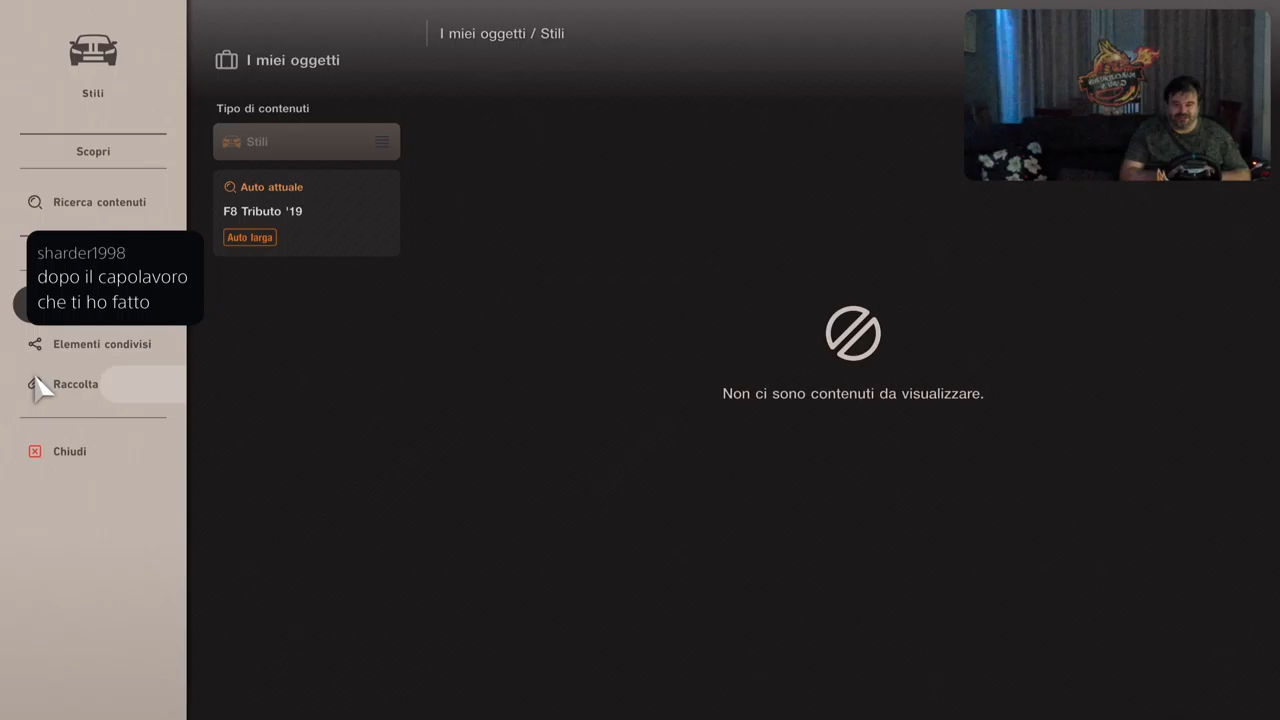 Stili
Scopri
Ricerca contenuti
sharder1998
dopo il capolavoro
che ti ho fatto
Elementi condivisi
Raccolta
Chiudi
I miei oggetti
I miei oggetti / Stili
Tipo di contenuti
Stili
Auto attuale
F8 Tributo '19
Auto larga
Non ci sono contenuti da visualizzare.